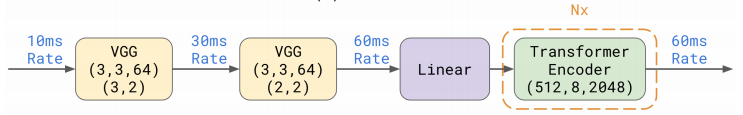 Nx
10ms
Rate
VGG
(3,3,64)
(3,2)
30ms
Rate
VGG
(3,3,64)
(2,2)
60ms
Rate
Linear
Transformer
Encoder
(512,8,2048)
60ms
Rate